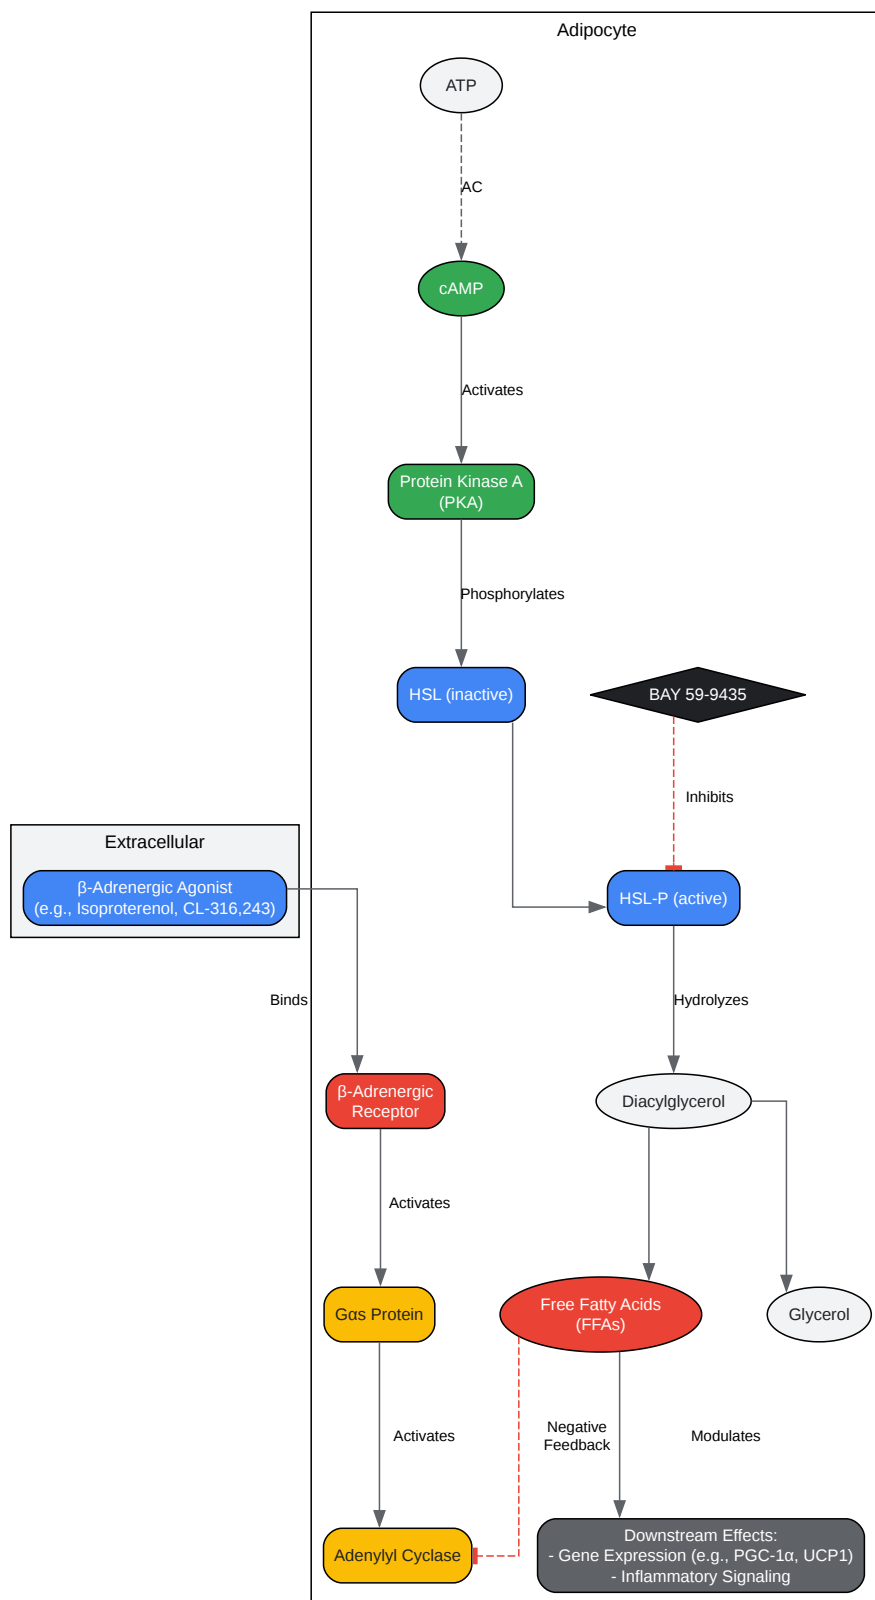 Adipocyte
ATP
AC
cAMP
Activates
Protein Kinase A
(PKA)
Phosphorylates
HSL (inactive)
BAY 59-9435
Inhibits
Extracellular
β-Adrenergic Agonist
(e.g., Isoproterenol, CL-316,243)
HSL-P (active)
Binds
Hydrolyzes
β-Adrenergic
Receptor
Diacylglycerol
Activates
Gαs Protein
Free Fatty Acids
(FFAs)
Glycerol
Activates
Negative
Feedback
Modulates
Adenylyl Cyclase
Downstream Effects:
- Gene Expression (e.g., PGC-1α, UCP1)
- Inflammatory Signaling